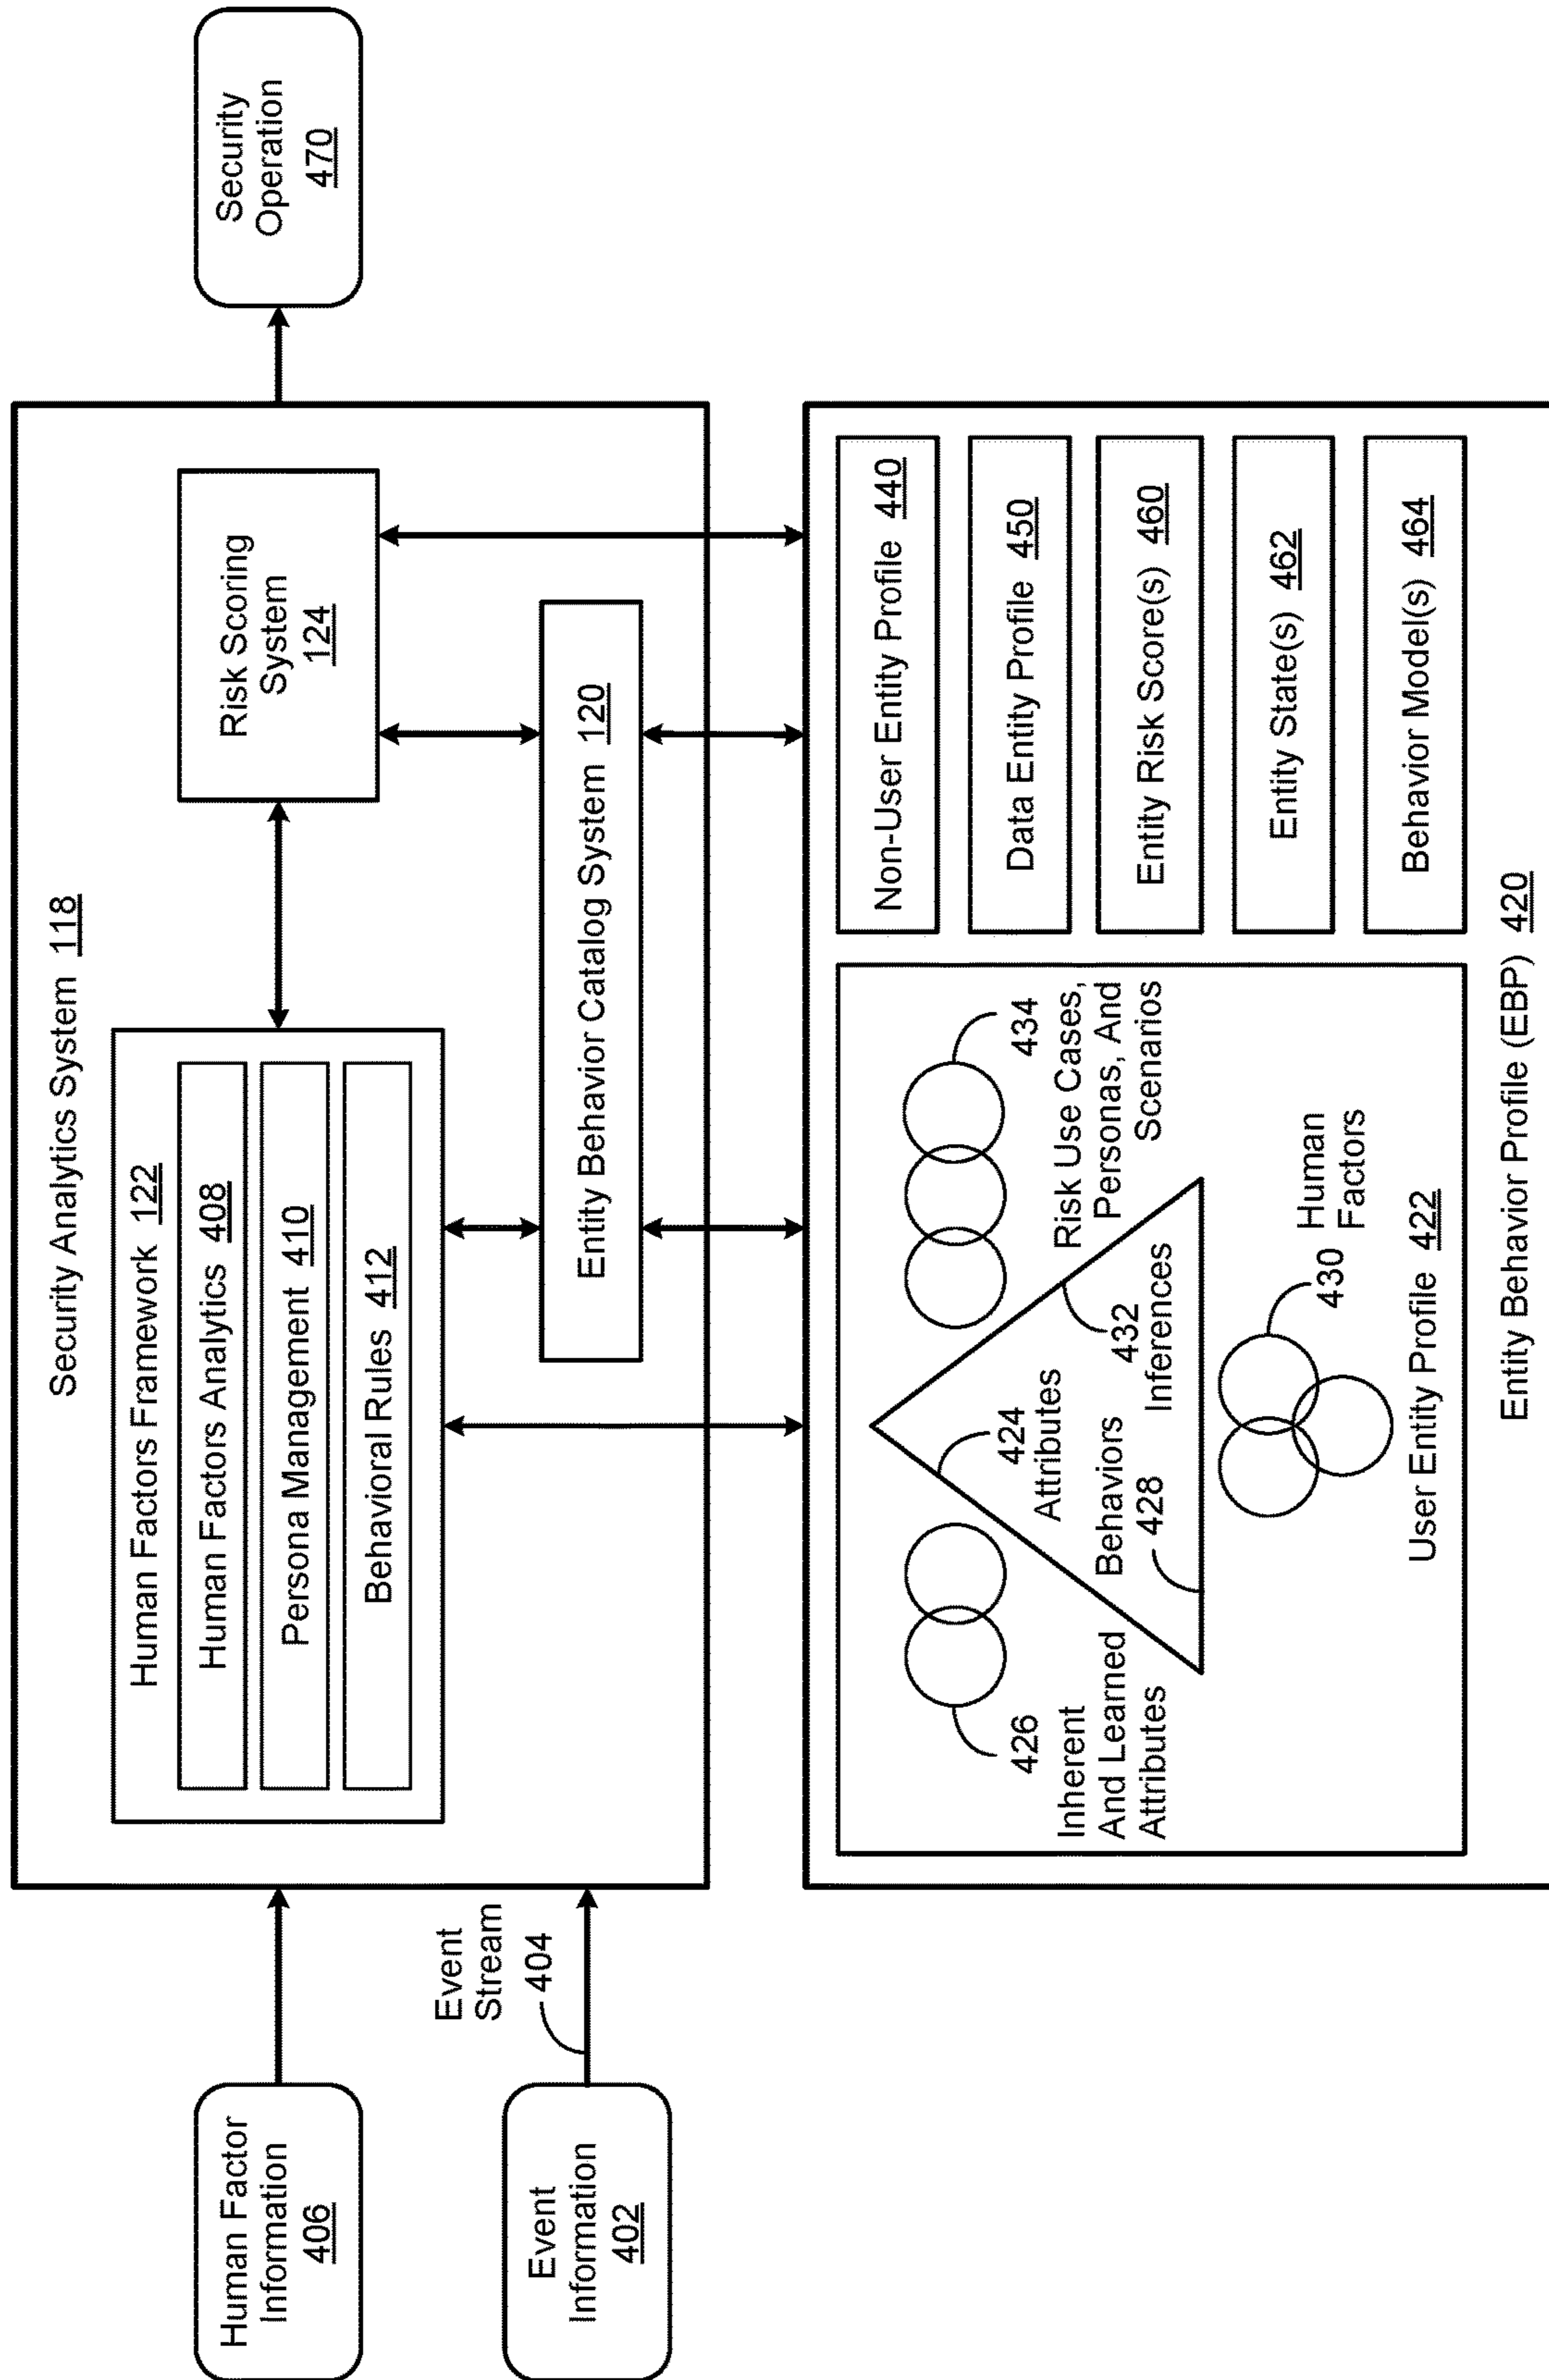 Human Factor
Information
406
Event
Information
402
Event
Stream
404
Security Analytics System 118
Human Factors Framework 122
Human Factors Analytics 408
Persona Management 410
Behavioral Rules 412
Risk Scoring
System
124
Entity Behavior Catalog System 120
Security
Operation
470
426
Inherent
And Learned
Attributes
424
Attributes
Behaviors
428
432
Inferences
434
Risk Use Cases,
Personas, And
Scenarios
Human
Factors
430
User Entity Profile 422
Non-User Entity Profile 440
Data Entity Profile 450
Entity Risk Score(s) 460
Entity State(s) 462
Behavior Model(s) 464
Entity Behavior Profile (EBP) 420